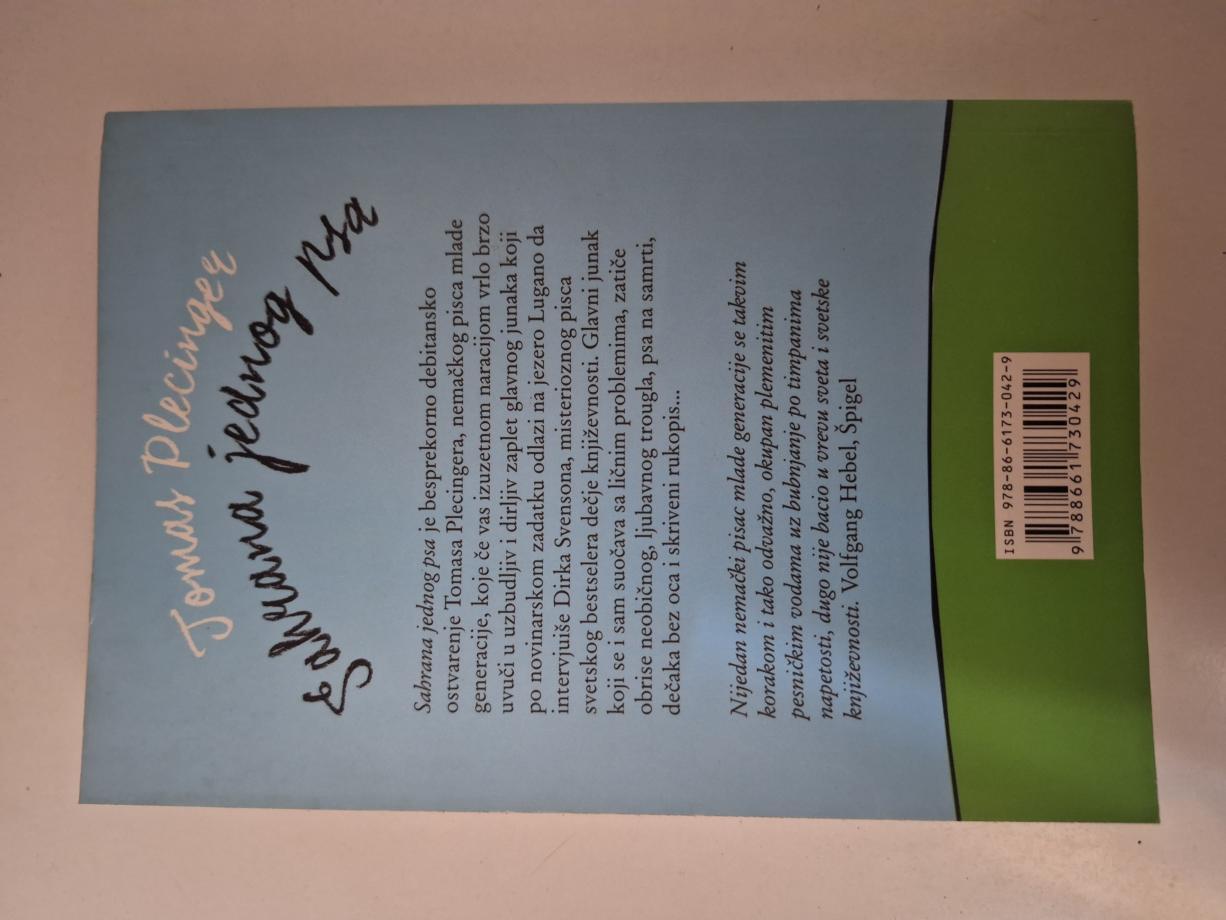 Tomas Plecinger
Sahrana jednog psa
Sahrana jednog psa je besprekorno debitansko
ostvarenje Tomasa Plecingera, nemačkog pisca mlade
generacije, koje če vas izuzetnom naracijom vrlo brzo
uvuči u uzbudljiv i dirljiv zaplet glavnog junaka koji
po novinarskom zadatku odlazi na jezero Lugano da
intervjuiše Dirka Svensona, misterioznog pisca
svetskog bestselera dečje književnosti. Glavni junak
koji se i sam suočava sa ličnim problemima, zatiče
obrise neobičnog, ljubavnog trougla, psa na samrti,
dečaka bez oca i skriveni rukopis...
Nijedan nemački pisac mlade generacije se takvim
korakom i tako odvažno, okupan plemenitim
pesničkim vodama uz bubnjanje po timpanima
napetosti, dugo nije bacio u vrevu sveta i svetske
književnosti. Volfgang Hebel, Špigel
ISBN 978-86-6173-042-9
9 788661 730429